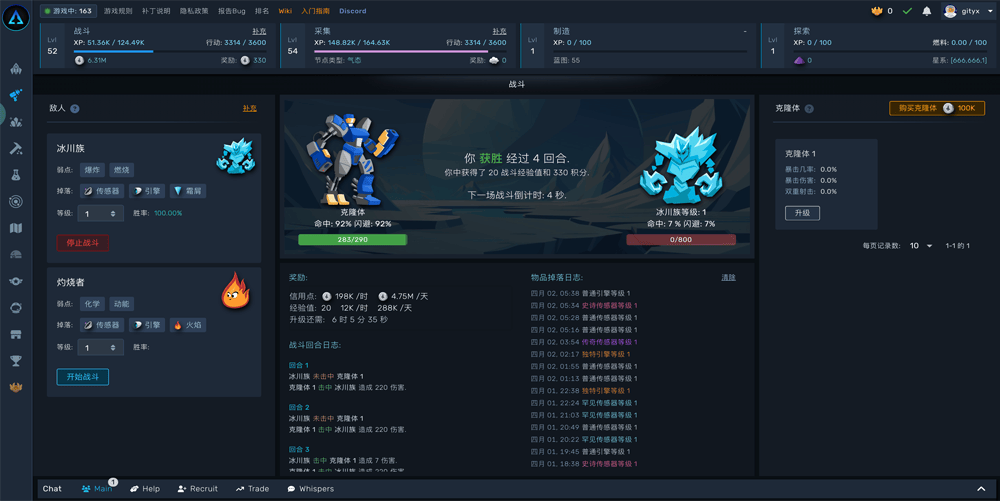 游戏中: 163 游戏规则 补丁说明 隐私政策 报告Bug 排名 Wiki 入门指南 Discord 0 gityx
Lvl 52 战斗 补充
XP: 51.36K / 124.49K 行动: 3314 / 3600
6.31M 奖励: 330
Lvl 54 采集 补充
XP: 148.82K / 164.63K 行动: 3314 / 3600
节点类型: 气态 奖励: 0
Lvl 1 制造 -
XP: 0 / 100
蓝图: 55
Lvl 1 探索
XP: 0 / 100 燃料: 0.00 / 100
0 星系: [666,666,1]
战斗
敌人 ? 补充
冰川族
弱点: 爆炸 燃烧
掉落: 传感器 引擎 霜屑
等级: 1 胜率: 100.00%
停止战斗
灼烧者
弱点: 化学 动能
掉落: 传感器 引擎 火焰
等级: 1 胜率:
开始战斗
你 获胜 经过 4 回合.
你中获得了 20 战斗经验值和 330 积分.
下一场战斗倒计时: 4 秒.
克隆体
命中: 92% 闪避: 92%
283/290
冰川族等级: 1
命中: 7 % 闪避: 7%
0/800
奖励:
信用点: 198K /时 4.75M /天
经验值: 20 12K /时 288K /天
升级还需: 6 时 5 分 35 秒
战斗回合日志:
回合 1
冰川族 未击中 克隆体 1
克隆体 1 击中 冰川族 造成 220 伤害.
回合 2
冰川族 未击中 克隆体 1
克隆体 1 击中 冰川族 造成 220 伤害.
回合 3
冰川族 击中 克隆体 1 造成 7 伤害.
克隆体 1 击中 冰川族 造成 220 伤害.
物品掉落日志: 清除
四月 02, 05:38 普通引擎等级 1
四月 02, 05:34 史诗传感器等级 1
四月 02, 05:28 普通传感器等级 1
四月 02, 05:16 普通传感器等级 1
四月 02, 03:54 传奇传感器等级 1
四月 02, 02:17 独特引擎等级 1
四月 02, 01:55 普通传感器等级 1
四月 02, 01:13 普通传感器等级 1
四月 01, 22:38 独特引擎等级 1
四月 01, 22:24 罕见传感器等级 1
四月 01, 21:03 罕见传感器等级 1
四月 01, 20:49 普通传感器等级 1
四月 01, 20:22 罕见传感器等级 1
四月 01, 19:45 普通传感器等级 1
四月 01, 18:38 史诗传感器等级 1
克隆体 ? 购买克隆体 100K
克隆体 1
暴击几率: 0.0%
暴击伤害: 0.0%
双重射击: 0.0%
升级
每页记录数: 10 1-1 的 1
Chat Main 1 Help Recruit Trade Whispers